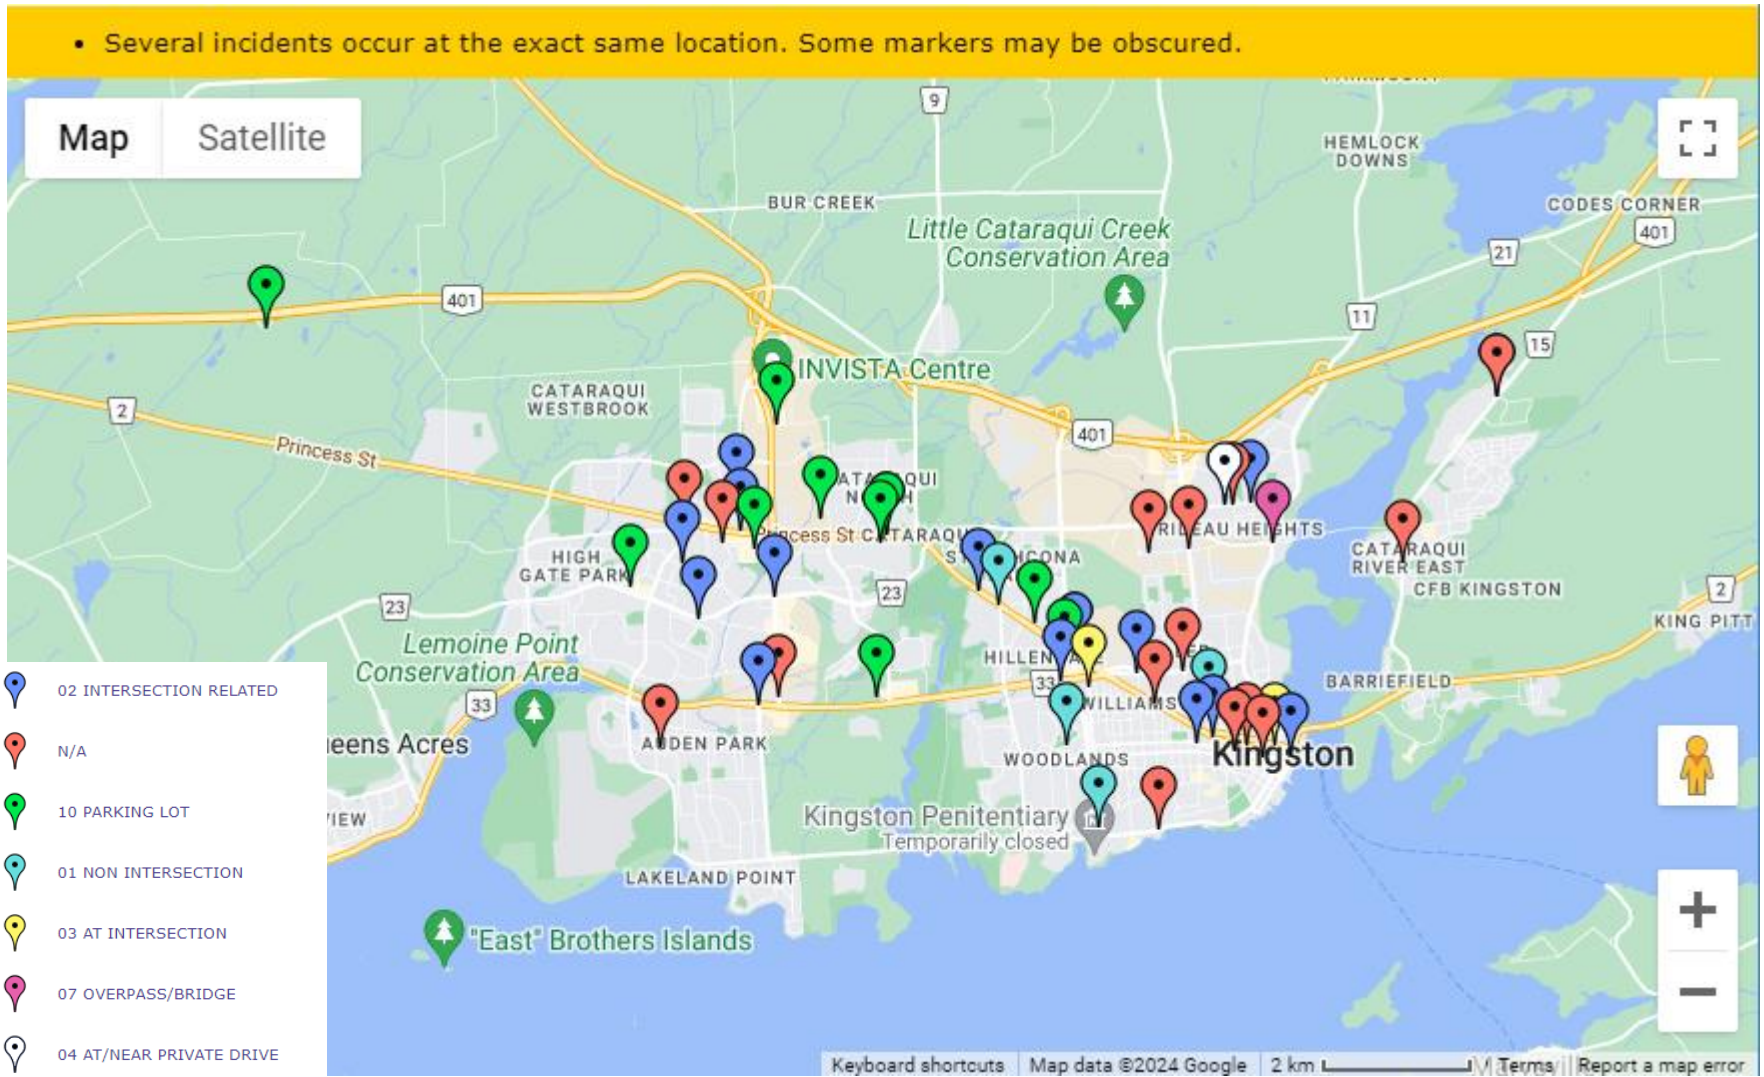 • Several incidents occur at the exact same location. Some markers may be obscured.
Map
Satellite
9
HEMLOCK
DOWNS
BUR CREEK
CODES CORNER
Little Cataraqui Creek
Conservation Area
401
21
401
11
15
INVISTA Centre
CATARAQUI
WESTBROOK
2
401
Princess St
Princess St
HIGH
GATE PARK
RIDEAU HEIGHTS
CATARAQUI
RIVER EAST
CFB KINGSTON
23
23
2
KING PITT
Lemoine Point
Conservation Area
33
33
BARRIEFIELD
WILLIAMS
AUDEN PARK
WOODLANDS
Kingston
eens Acres
Kingston Penitentiary
Temporarily closed
IEW
LAKELAND POINT
"East" Brothers Islands
02 INTERSECTION RELATED
N/A
10 PARKING LOT
01 NON INTERSECTION
03 AT INTERSECTION
07 OVERPASS/BRIDGE
04 AT/NEAR PRIVATE DRIVE
+
−
Keyboard shortcuts
Map data ©2024 Google
2 km
Terms
Report a map error